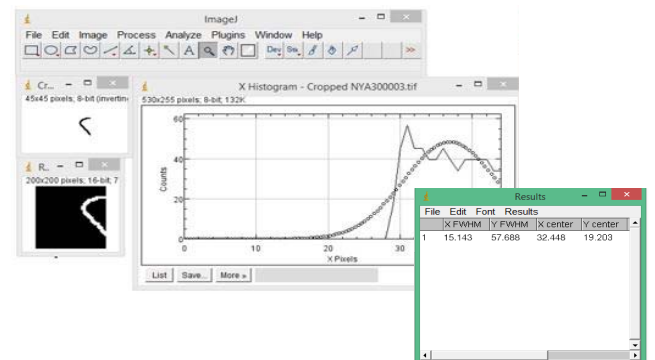 ImageJ
File Edit Image Process Analyze Plugins Window Help
A Dev Stk >>
Cr...
45x45 pixels; 8-bit (inverting
R..
200x200 pixels; 16-bit; 7
X Histogram - Cropped NYA300003.tif
530x255 pixels; 8-bit; 132K
60
40
20
0
Counts
0 10 20 30
X Pixels
List Save... More »
Results
File Edit Font Results
X FWHM Y FWHM X center Y center
1 15.143 57.688 32.448 19.203